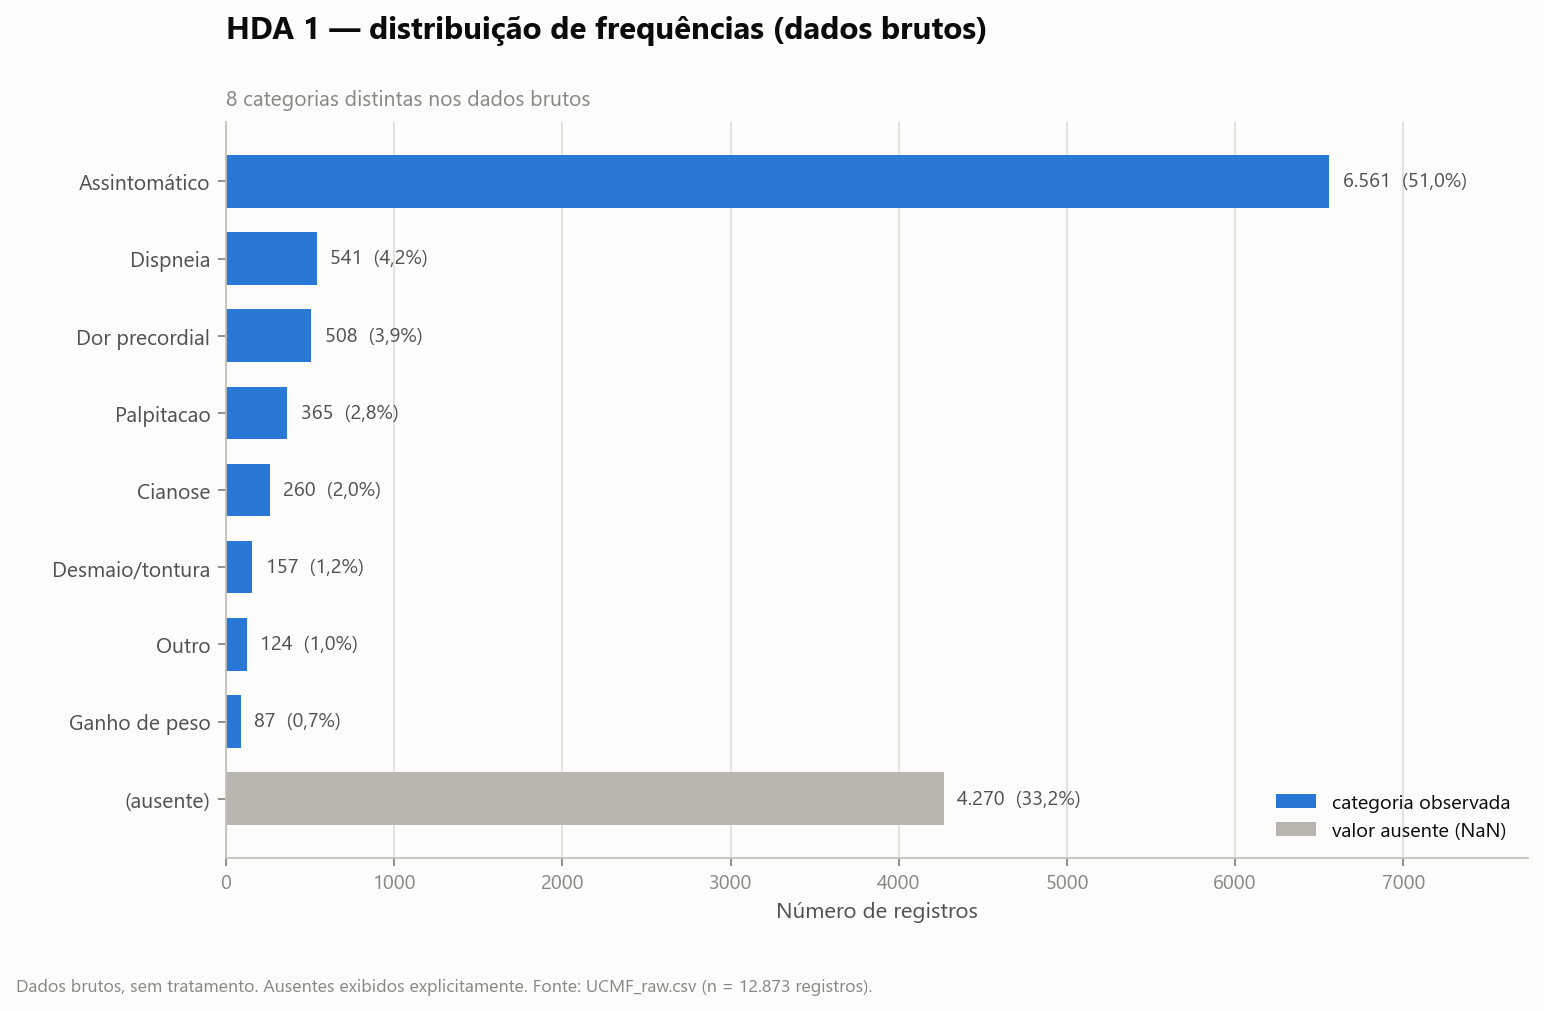 HDA 1 — distribuição de frequências (dados brutos)
8 categorias distintas nos dados brutos
Assintomático 6.561 (51,0%)
Dispneia 541 (4,2%)
Dor precordial 508 (3,9%)
Palpitacao 365 (2,8%)
Cianose 260 (2,0%)
Desmaio/tontura 157 (1,2%)
Outro 124 (1,0%)
Ganho de peso 87 (0,7%)
(ausente) 4.270 (33,2%)
categoria observada
valor ausente (NaN)
0 1000 2000 3000 4000 5000 6000 7000
Número de registros
Dados brutos, sem tratamento. Ausentes exibidos explicitamente. Fonte: UCMF_raw.csv (n = 12.873 registros).